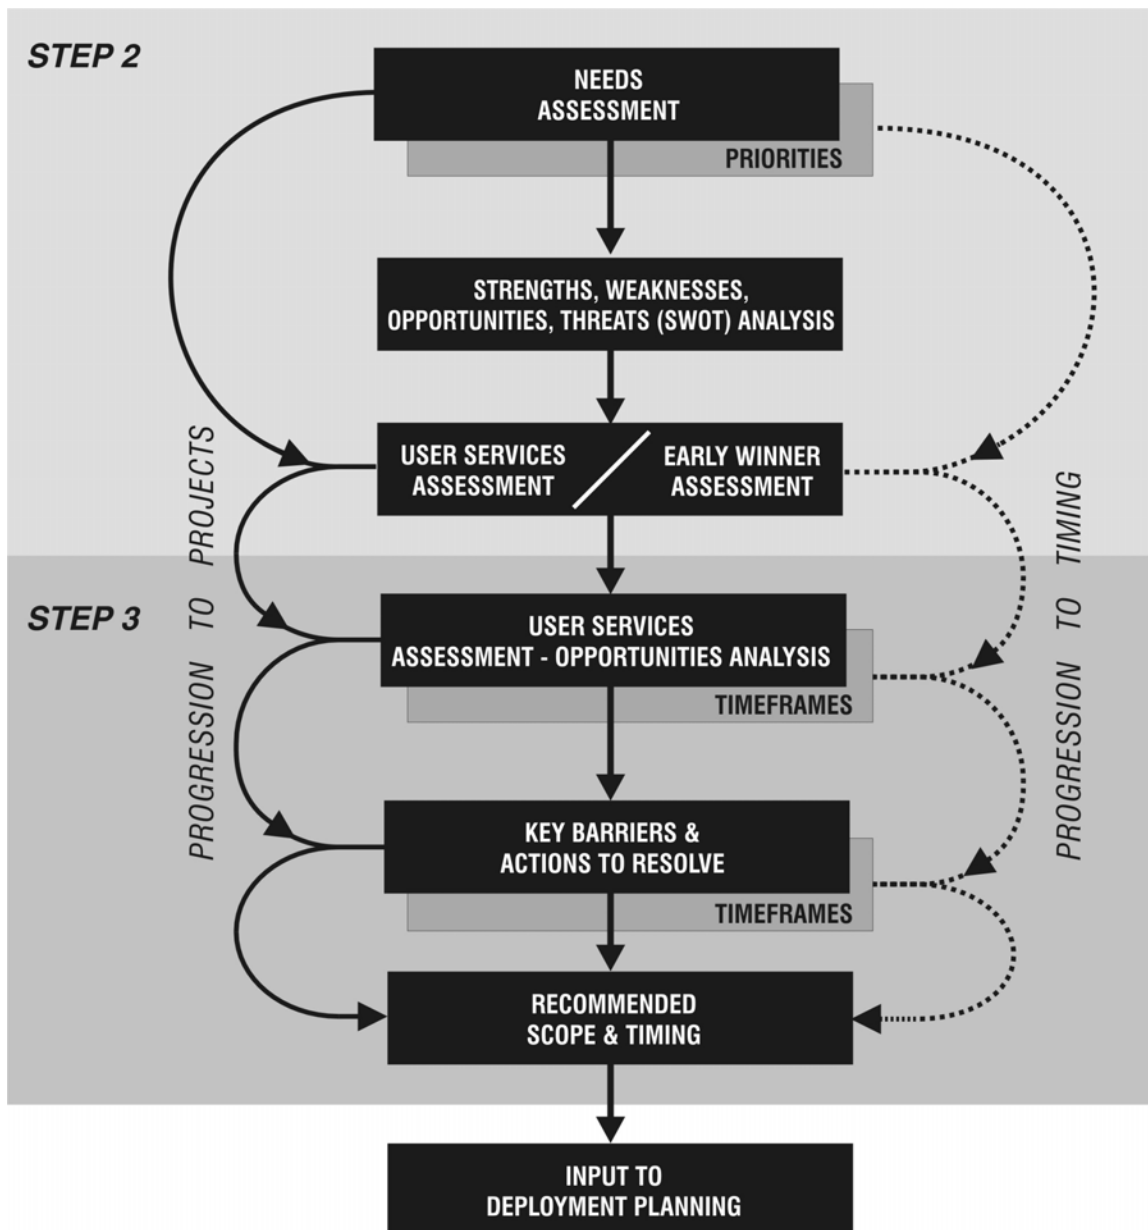 STEP 2
NEEDS
ASSESSMENT
PRIORITIES
STRENGTHS, WEAKNESSES,
OPPORTUNITIES, THREATS (SWOT) ANALYSIS
USER SERVICES
ASSESSMENT
EARLY WINNER
ASSESSMENT
PROGRESSION TO PROJECTS
PROGRESSION TO TIMING
STEP 3
USER SERVICES
ASSESSMENT - OPPORTUNITIES ANALYSIS
TIMEFRAMES
KEY BARRIERS &
ACTIONS TO RESOLVE
TIMEFRAMES
RECOMMENDED
SCOPE & TIMING
INPUT TO
DEPLOYMENT PLANNING